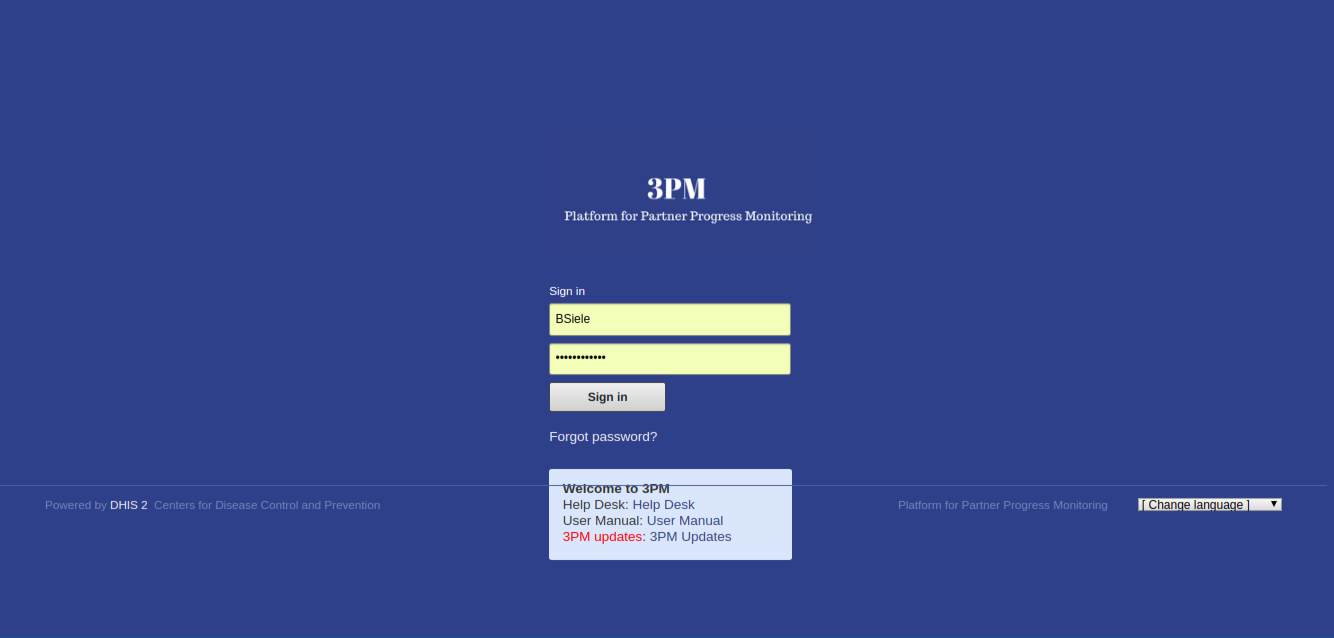 3PM
Platform for Partner Progress Monitoring
Sign in
BSiele
••••••••••••
Sign in
Forgot password?
Welcome to 3PM
Help Desk: Help Desk
User Manual: User Manual
3PM updates: 3PM Updates
Powered by DHIS 2 Centers for Disease Control and Prevention
Platform for Partner Progress Monitoring
[ Change language ]